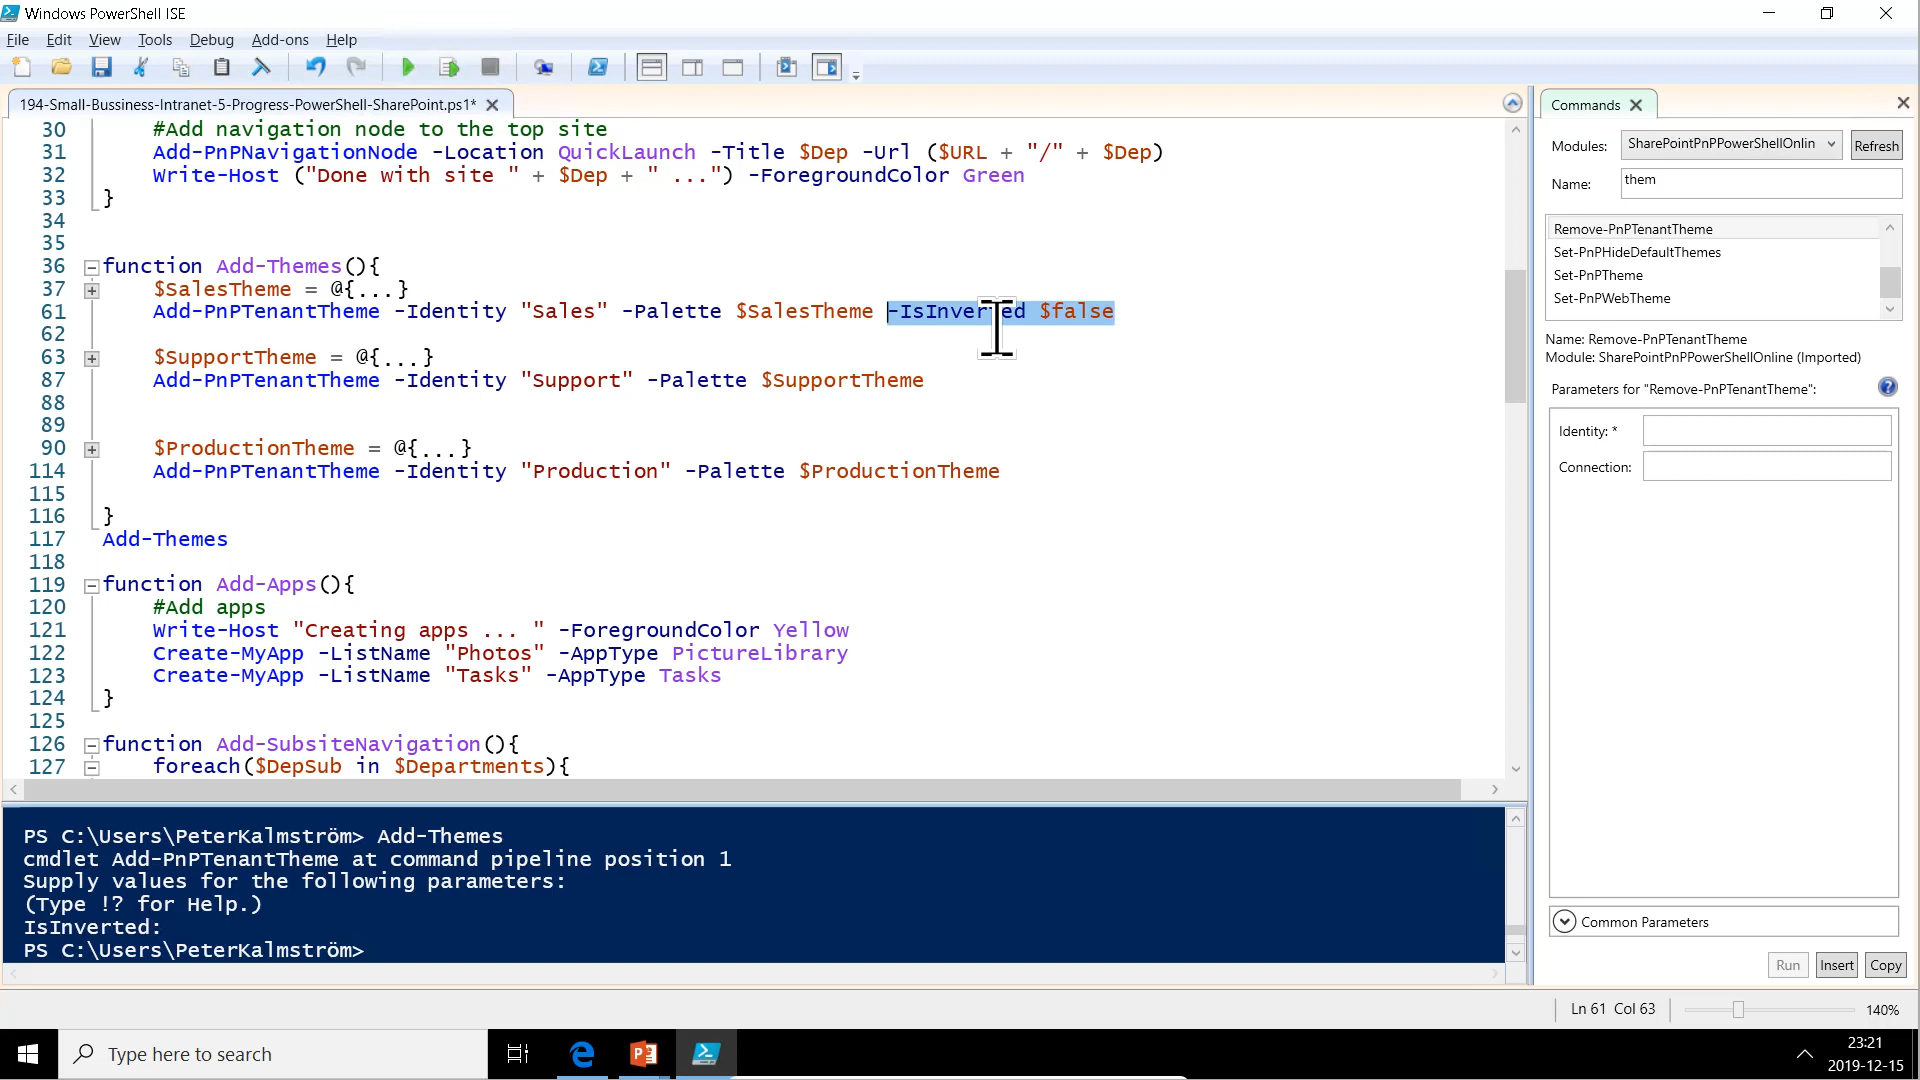 Windows PowerShell ISE
File Edit View Tools Debug Add-ons Help
194-Small-Bussiness-Intranet-5-Progress-PowerShell-SharePoint.ps1*
30 #Add navigation node to the top site
31 Add-PnPNavigationNode -Location QuickLaunch -Title $Dep -Url ($URL + "/" + $Dep)
32 Write-Host ("Done with site " + $Dep + " ...") -ForegroundColor Green
33 }
34
35
36 function Add-Themes(){
37 $SalesTheme = @{...}
61 Add-PnPTenantTheme -Identity "Sales" -Palette $SalesTheme -IsInverted $false
62
63 $SupportTheme = @{...}
87 Add-PnPTenantTheme -Identity "Support" -Palette $SupportTheme
88
89
90 $ProductionTheme = @{...}
114 Add-PnPTenantTheme -Identity "Production" -Palette $ProductionTheme
115
116 }
117 Add-Themes
118
119 function Add-Apps(){
120 #Add apps
121 Write-Host "Creating apps ... " -ForegroundColor Yellow
122 Create-MyApp -ListName "Photos" -AppType PictureLibrary
123 Create-MyApp -ListName "Tasks" -AppType Tasks
124 }
125
126 function Add-SubsiteNavigation(){
127 foreach($DepSub in $Departments){
PS C:\Users\PeterKalmström> Add-Themes
cmdlet Add-PnPTenantTheme at command pipeline position 1
Supply values for the following parameters:
(Type !? for Help.)
IsInverted:
PS C:\Users\PeterKalmström>
Commands
Modules: SharePointPnPPowerShellOnlin Refresh
Name: them
Remove-PnPTenantTheme
Set-PnPHideDefaultThemes
Set-PnPTheme
Set-PnPWebTheme
Name: Remove-PnPTenantTheme
Module: SharePointPnPPowerShellOnline (Imported)
Parameters for "Remove-PnPTenantTheme":
Identity: *
Connection:
Common Parameters
Run Insert Copy
Ln 61 Col 63 140%
Type here to search
23:21
2019-12-15